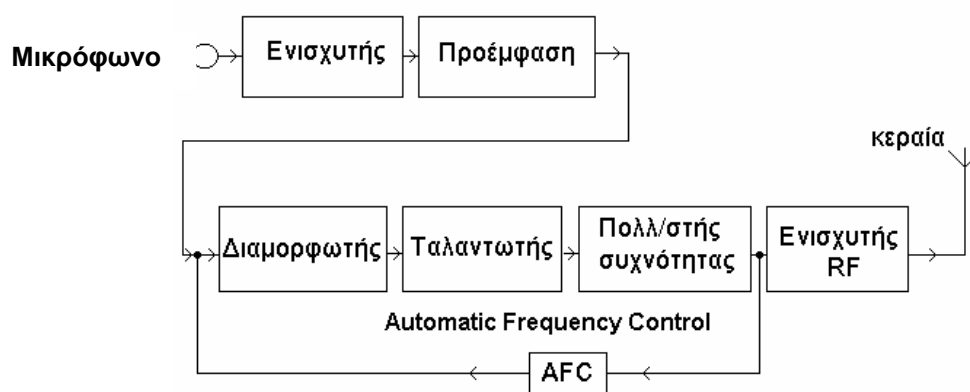 Μικρόφωνο
Ενισχυτής
Προέμφαση
κεραία
Διαμορφωτής
Ταλαντωτής
Πολλ/στής
συχνότητας
Ενισχυτής
RF
Automatic Frequency Control
AFC